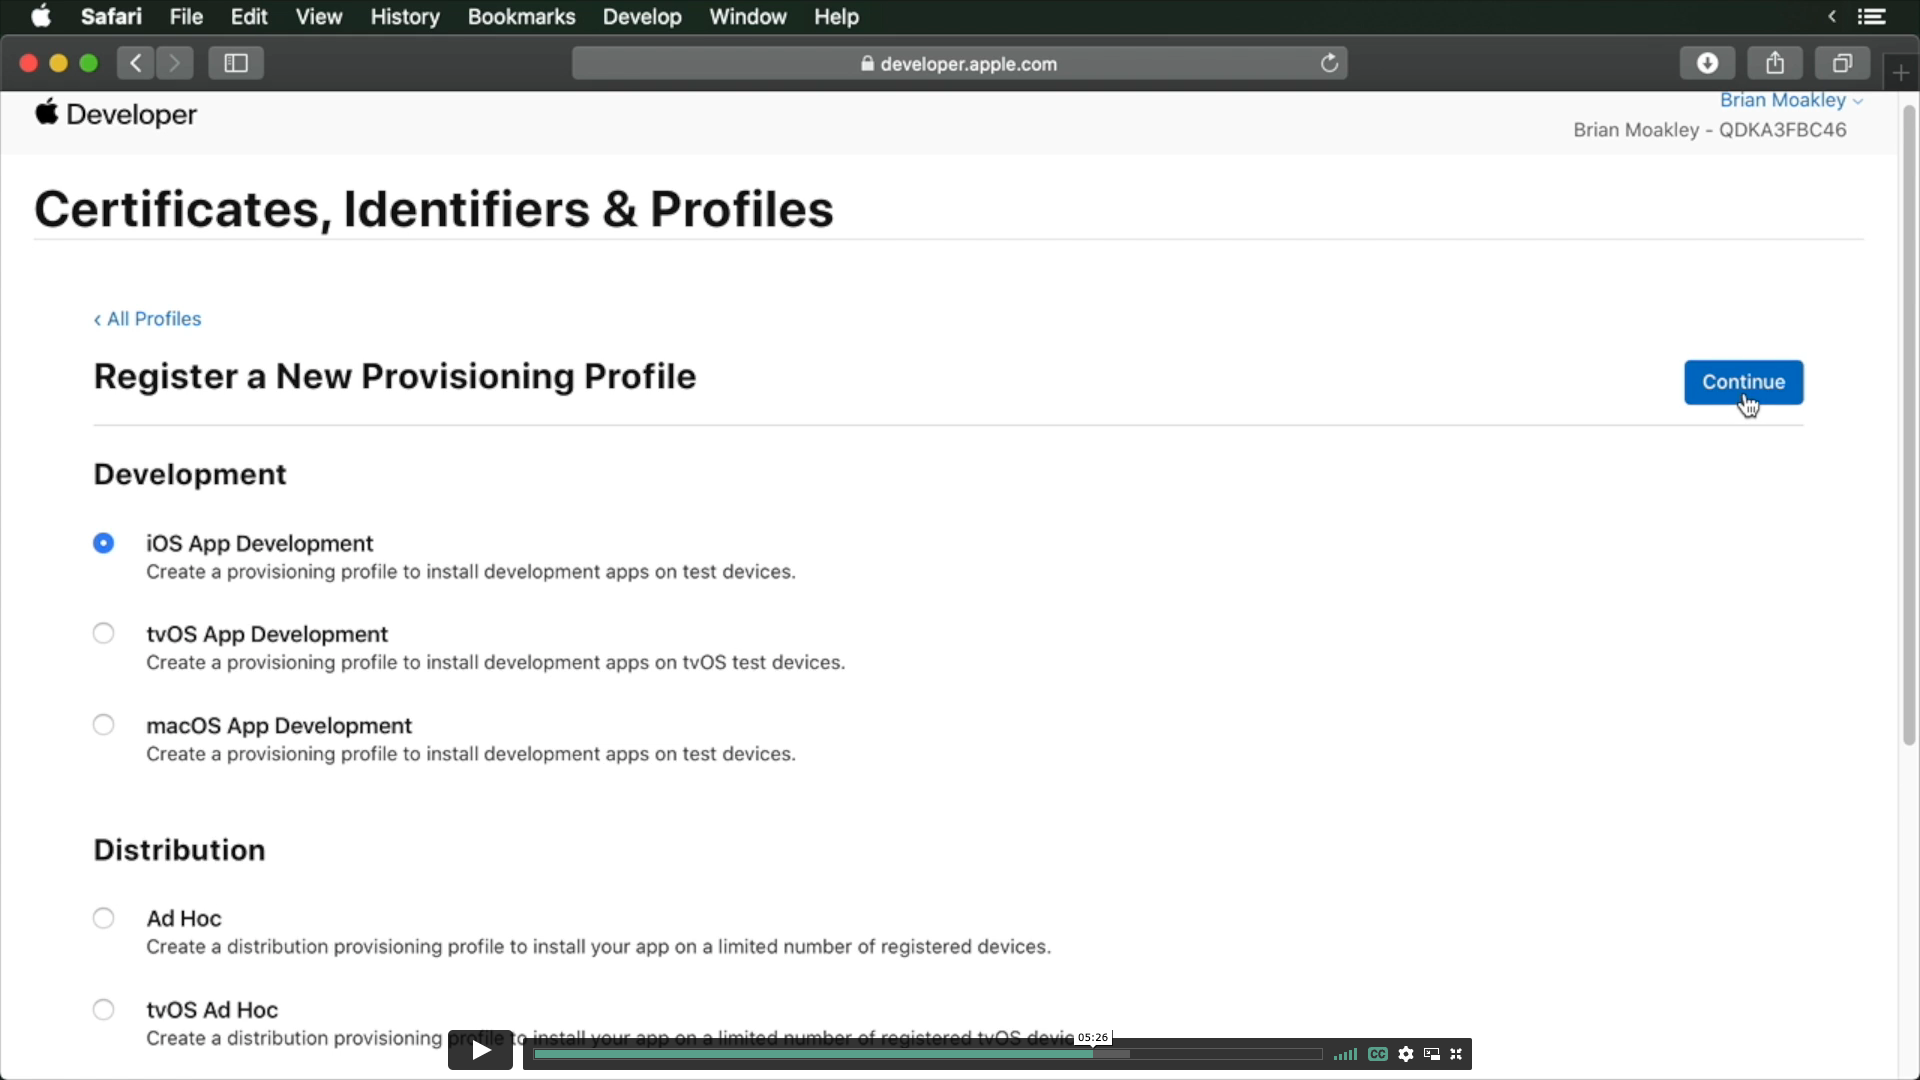 Safari File Edit View History Bookmarks Develop Window Help
developer.apple.com
Developer
Brian Moakley
Brian Moakley - QDKA3FBC46
Certificates, Identifiers & Profiles
‹ All Profiles
Register a New Provisioning Profile
Continue
Development
iOS App Development
Create a provisioning profile to install development apps on test devices.
tvOS App Development
Create a provisioning profile to install development apps on tvOS test devices.
macOS App Development
Create a provisioning profile to install development apps on test devices.
Distribution
Ad Hoc
Create a distribution provisioning profile to install your app on a limited number of registered devices.
tvOS Ad Hoc
Create a distribution provisioning profile to install your app on a limited number of registered tvOS
05:26
CC